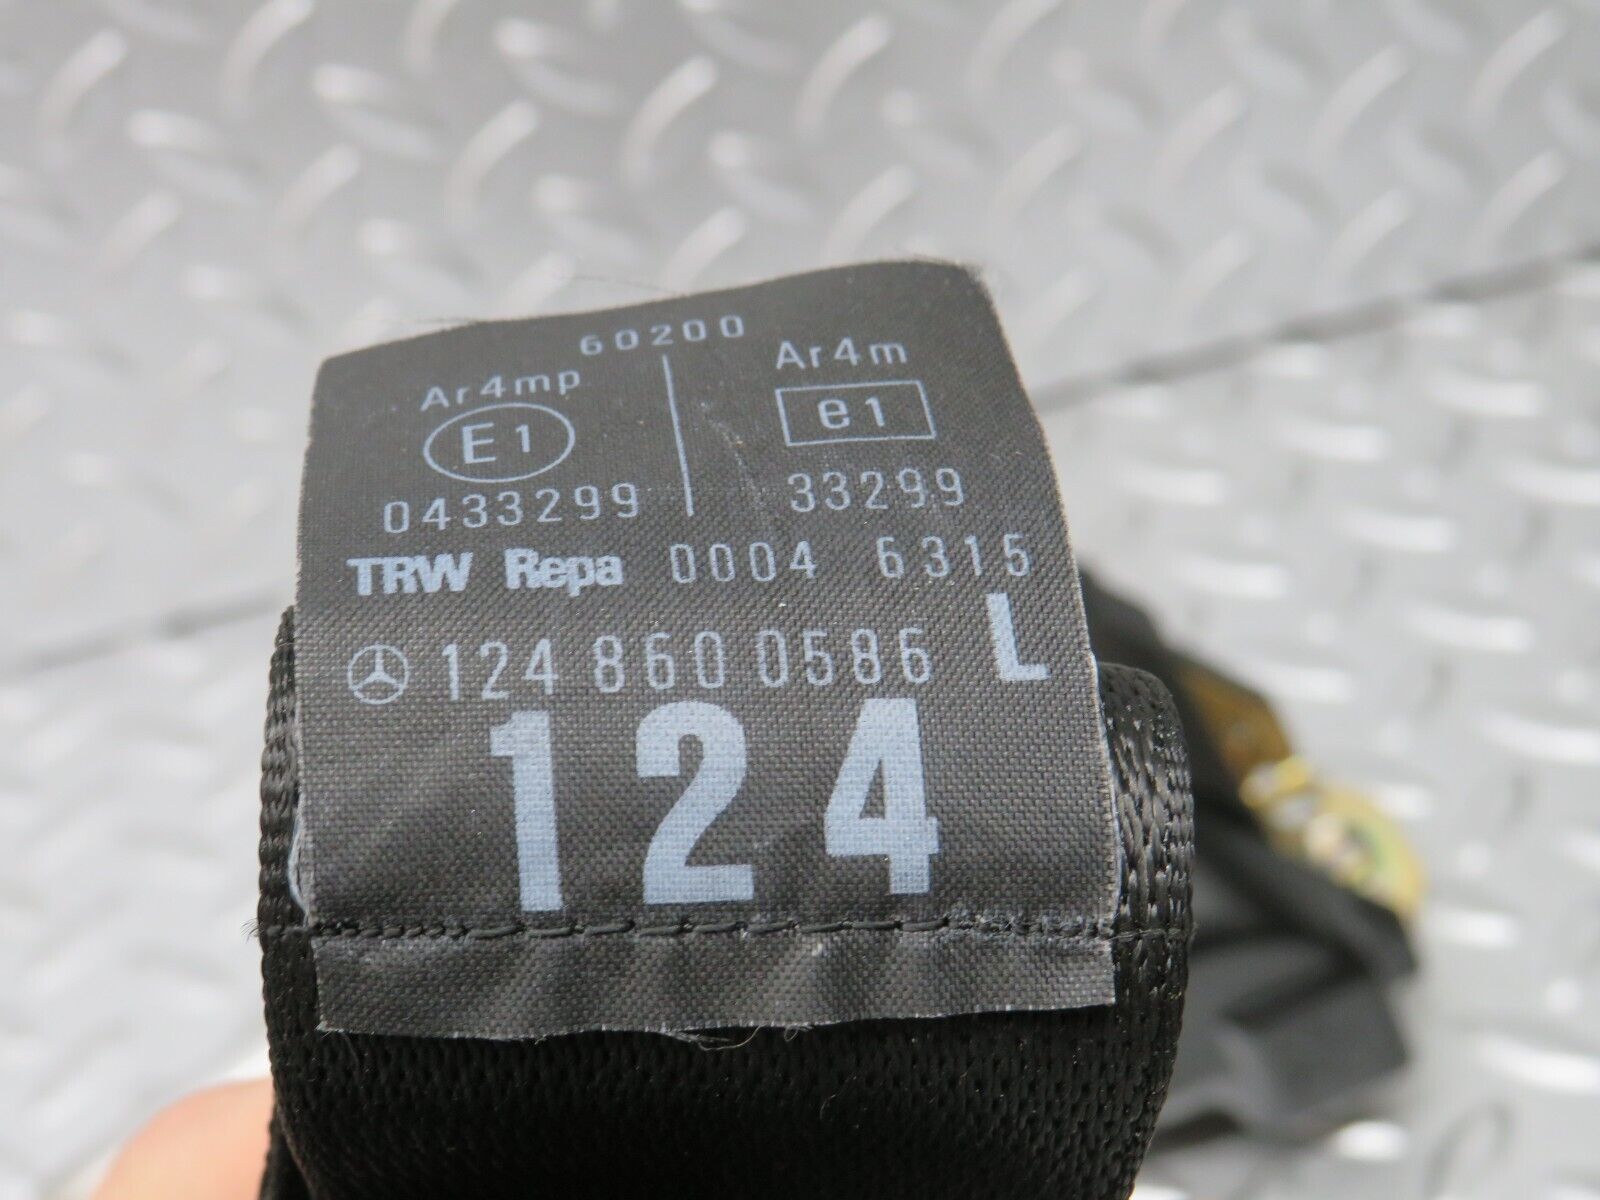 60200
Ar4mp Ar4m
E1 e1
0433299 33299
TRW Repa 0004 6315
124 860 0586 L
124